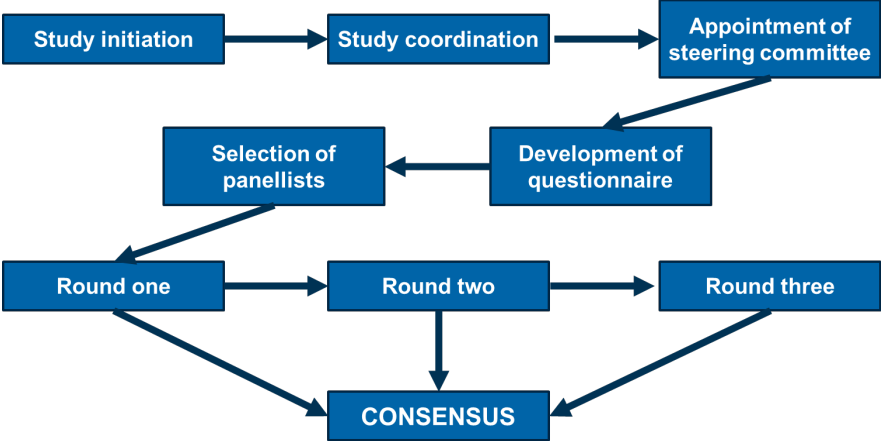 Study initiation
Study coordination
Appointment of
steering committee
Selection of
panellists
Development of
questionnaire
Round one
Round two
Round three
CONSENSUS